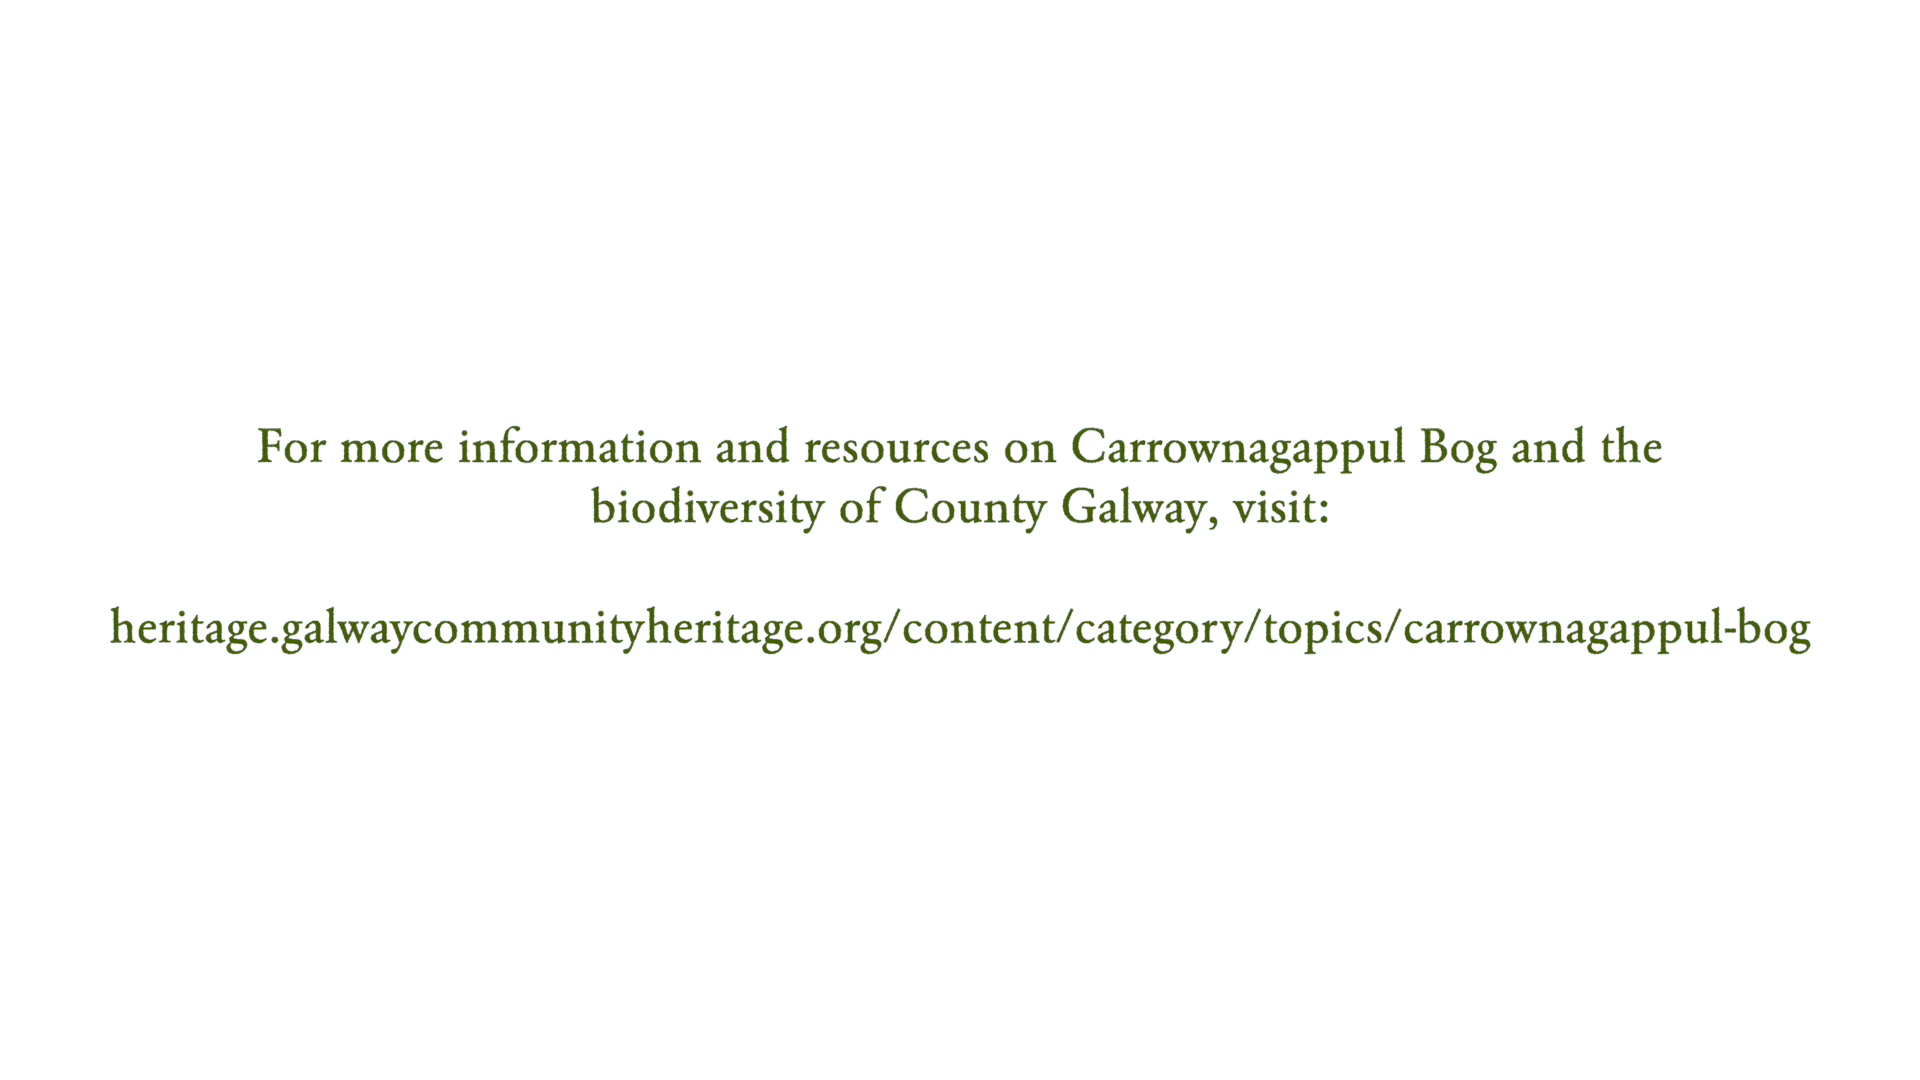 For more information and resources on Carrownagappul Bog and the
biodiversity of County Galway, visit:
heritage.galwaycommunityheritage.org/content/category/topics/carrownagappul-bog